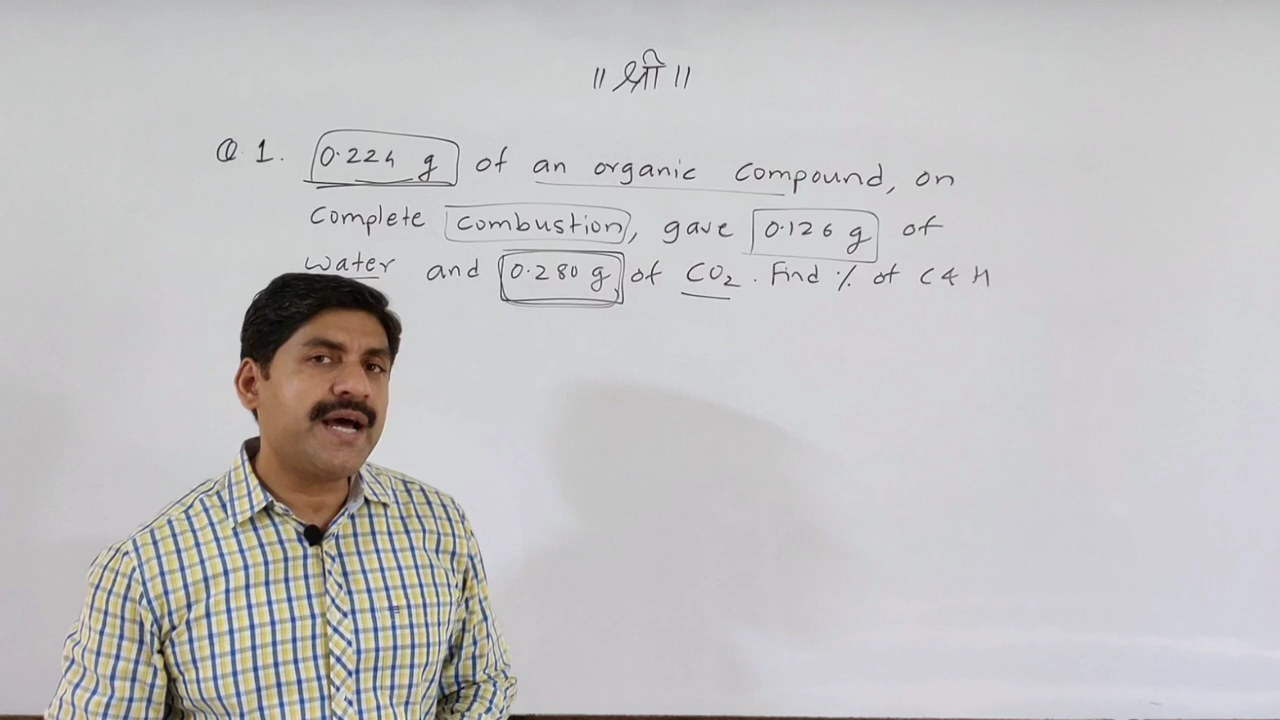 ॥ श्री ॥
Q 1. 0.224 g of an organic compound, on
complete combustion, gave 0.126 g of
water and 0.280 g of CO₂. Find % of C & H